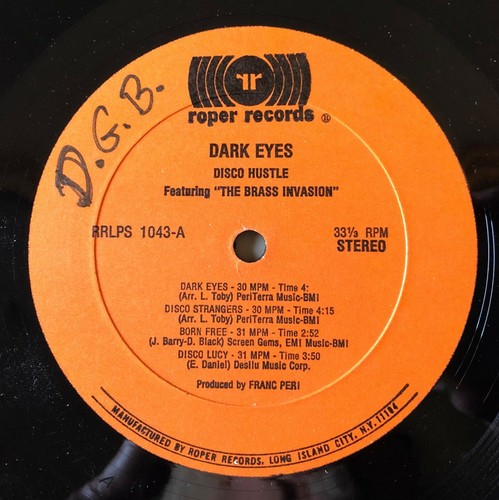 D.G.B.
rr
roper records ®
DARK EYES
DISCO HUSTLE
Featuring "THE BRASS INVASION"
RRLPS 1043-A
33⅓ RPM
STEREO
DARK EYES - 30 MPM - Time 4:
(Arr. L. Toby) PeriTerra Music-BMI
DISCO STRANGERS - 30 MPM - Time 4:15
(Arr. L. Toby) PeriTerra Music-BMI
BORN FREE - 31 MPM - Time 2:52
(J. Barry-D. Black) Screen Gems, EMI Music-BMI
DISCO LUCY - 31 MPM - Time 3:50
(E. Daniel) Desilu Music Corp.
Produced by FRANC PERI
MANUFACTURED BY ROPER RECORDS, LONG ISLAND CITY, N.Y. 11104